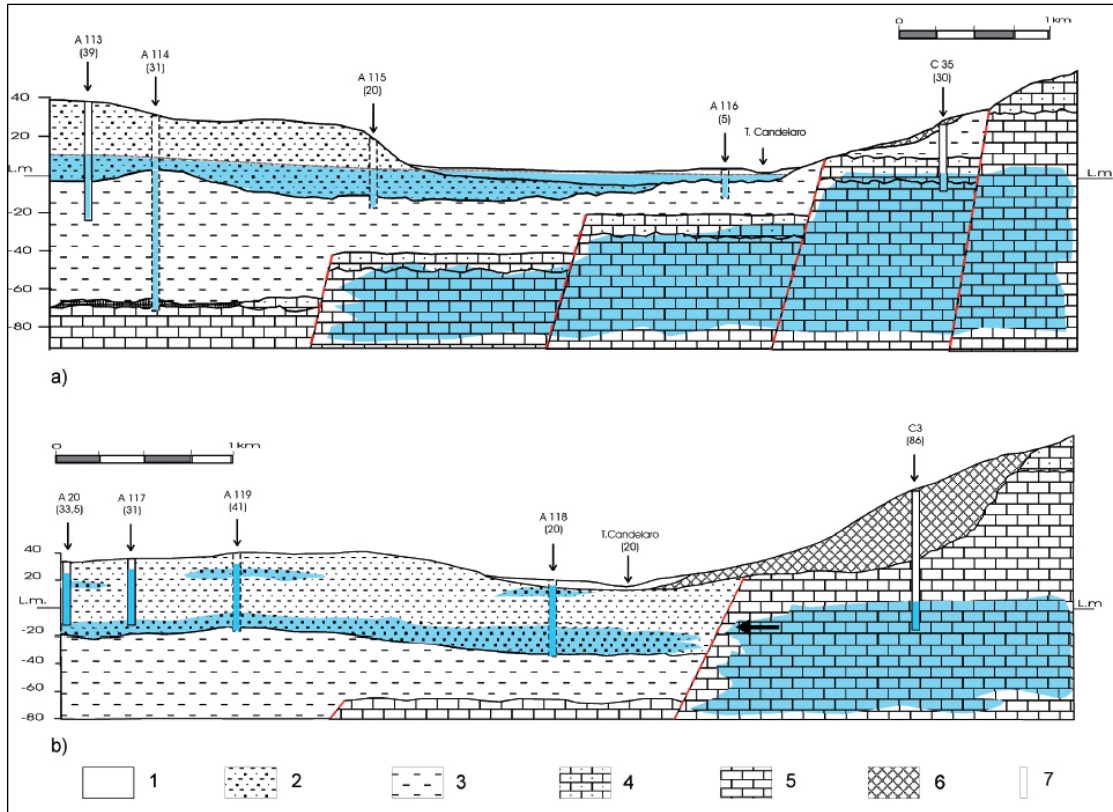 0 1 km
A 113
(39)
A 114
(31)
A 115
(20)
A 116
(5)
T. Candelaro
C 35
(30)
40
20
L.m
-20
-40
-60
-80
L.m
a)
0 1 km
C3
(86)
A 20
(33,5)
A 117
(31)
A 119
(41)
A 118
(20)
T.Candelaro
(20)
40
20
L.m.
-20
-40
-60
-80
L.m
b)
1 2 3 4 5 6 7